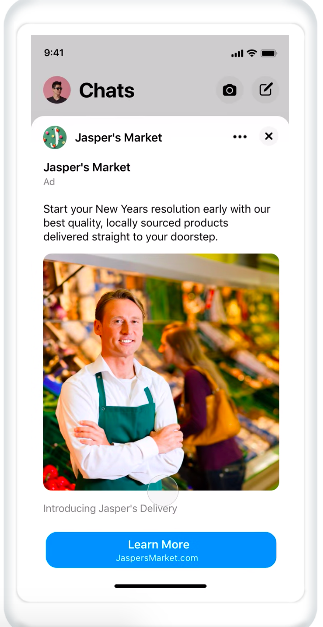 9:41
Chats
Jasper's Market
Jasper's Market
Ad
Start your New Years resolution early with our
best quality, locally sourced products
delivered straight to your doorstep.
Introducing Jasper's Delivery
Learn More
JaspersMarket.com